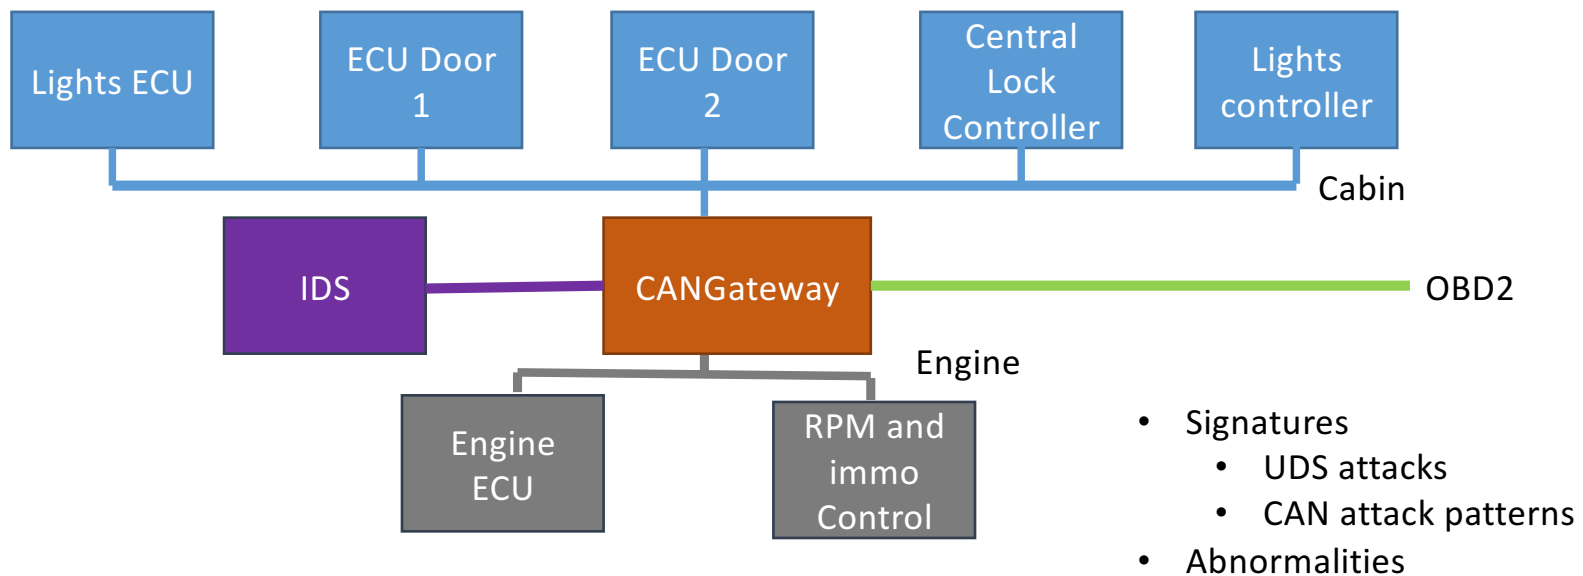 Lights ECU
ECU Door
1
ECU Door
2
Central
Lock
Controller
Lights
controller
Cabin
IDS
CANGateway
OBD2
Engine
Engine
ECU
RPM and
immo
Control
• Signatures
• UDS attacks
• CAN attack patterns
• Abnormalities